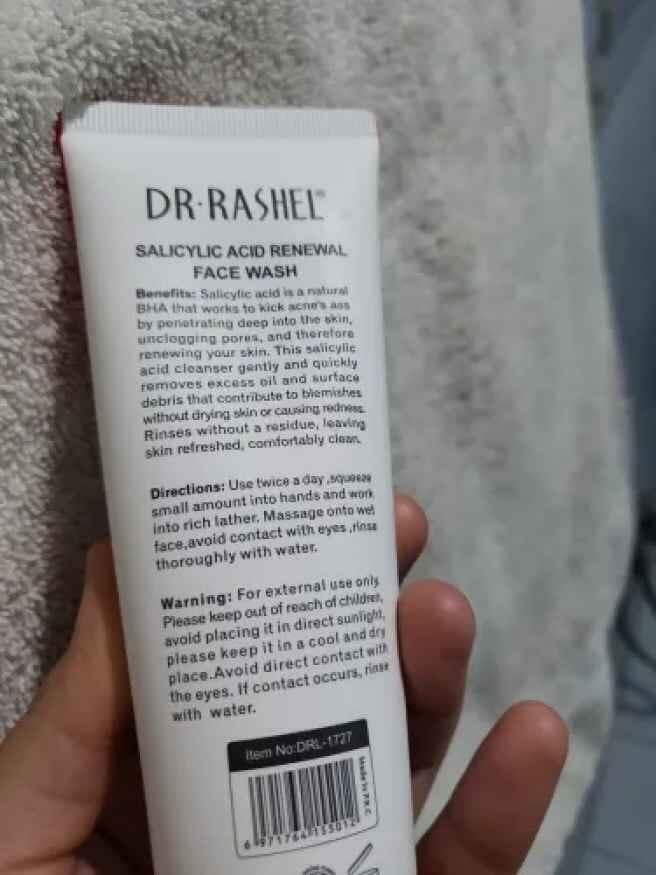 DR·RASHEL®
SALICYLIC ACID RENEWAL
FACE WASH
Benefits: Salicylic acid is a natural
BHA that works to kick acne's ass
by penetrating deep into the skin,
unclogging pores, and therefore
renewing your skin. This salicylic
acid cleanser gently and quickly
removes excess oil and surface
debris that contribute to blemishes
without drying skin or causing redness.
Rinses without a residue, leaving
skin refreshed, comfortably clean.
Directions: Use twice a day ,squeeze
small amount into hands and work
into rich lather. Massage onto wet
face,avoid contact with eyes ,rinse
thoroughly with water.
Warning: For external use only.
Please keep out of reach of children,
avoid placing it in direct sunlight,
please keep it in a cool and dry
place.Avoid direct contact with
the eyes. If contact occurs, rinse
with water.
Item No:DRL-1727
Made in P.R.C.
6 971764 155012